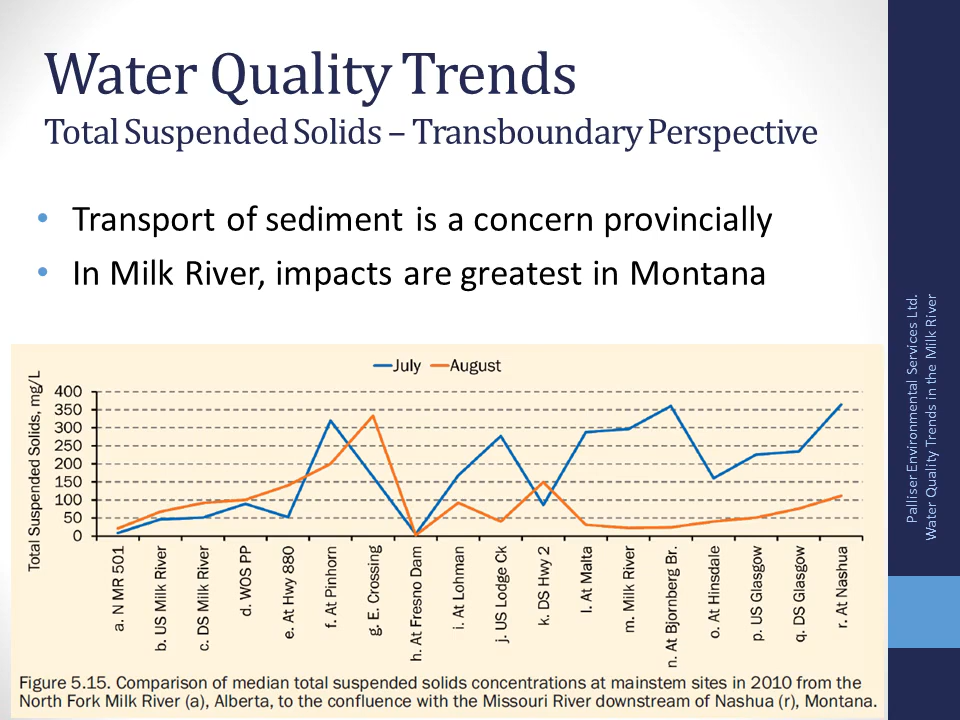 Water Quality Trends
Total Suspended Solids – Transboundary Perspective
• Transport of sediment is a concern provincially
• In Milk River, impacts are greatest in Montana
Palliser Environmental Services Ltd.
Water Quality Trends in the Milk River
July August
Total Suspended Solids, mg/L
400
350
300
250
200
150
100
50
0
a. N MR 501
b. US Milk River
c. DS Milk River
d. WOS PP
e. At Hwy 880
f. At Pinhorn
g. E. Crossing
h. At Fresno Dam
i. At Lohman
j. US Lodge Ck
k. DS Hwy 2
l. At Malta
m. Milk River
n. At Bjornberg Br.
o. At Hinsdale
p. US Glasgow
q. DS Glasgow
r. At Nashua
Figure 5.15. Comparison of median total suspended solids concentrations at mainstem sites in 2010 from the
North Fork Milk River (a), Alberta, to the confluence with the Missouri River downstream of Nashua (r), Montana.